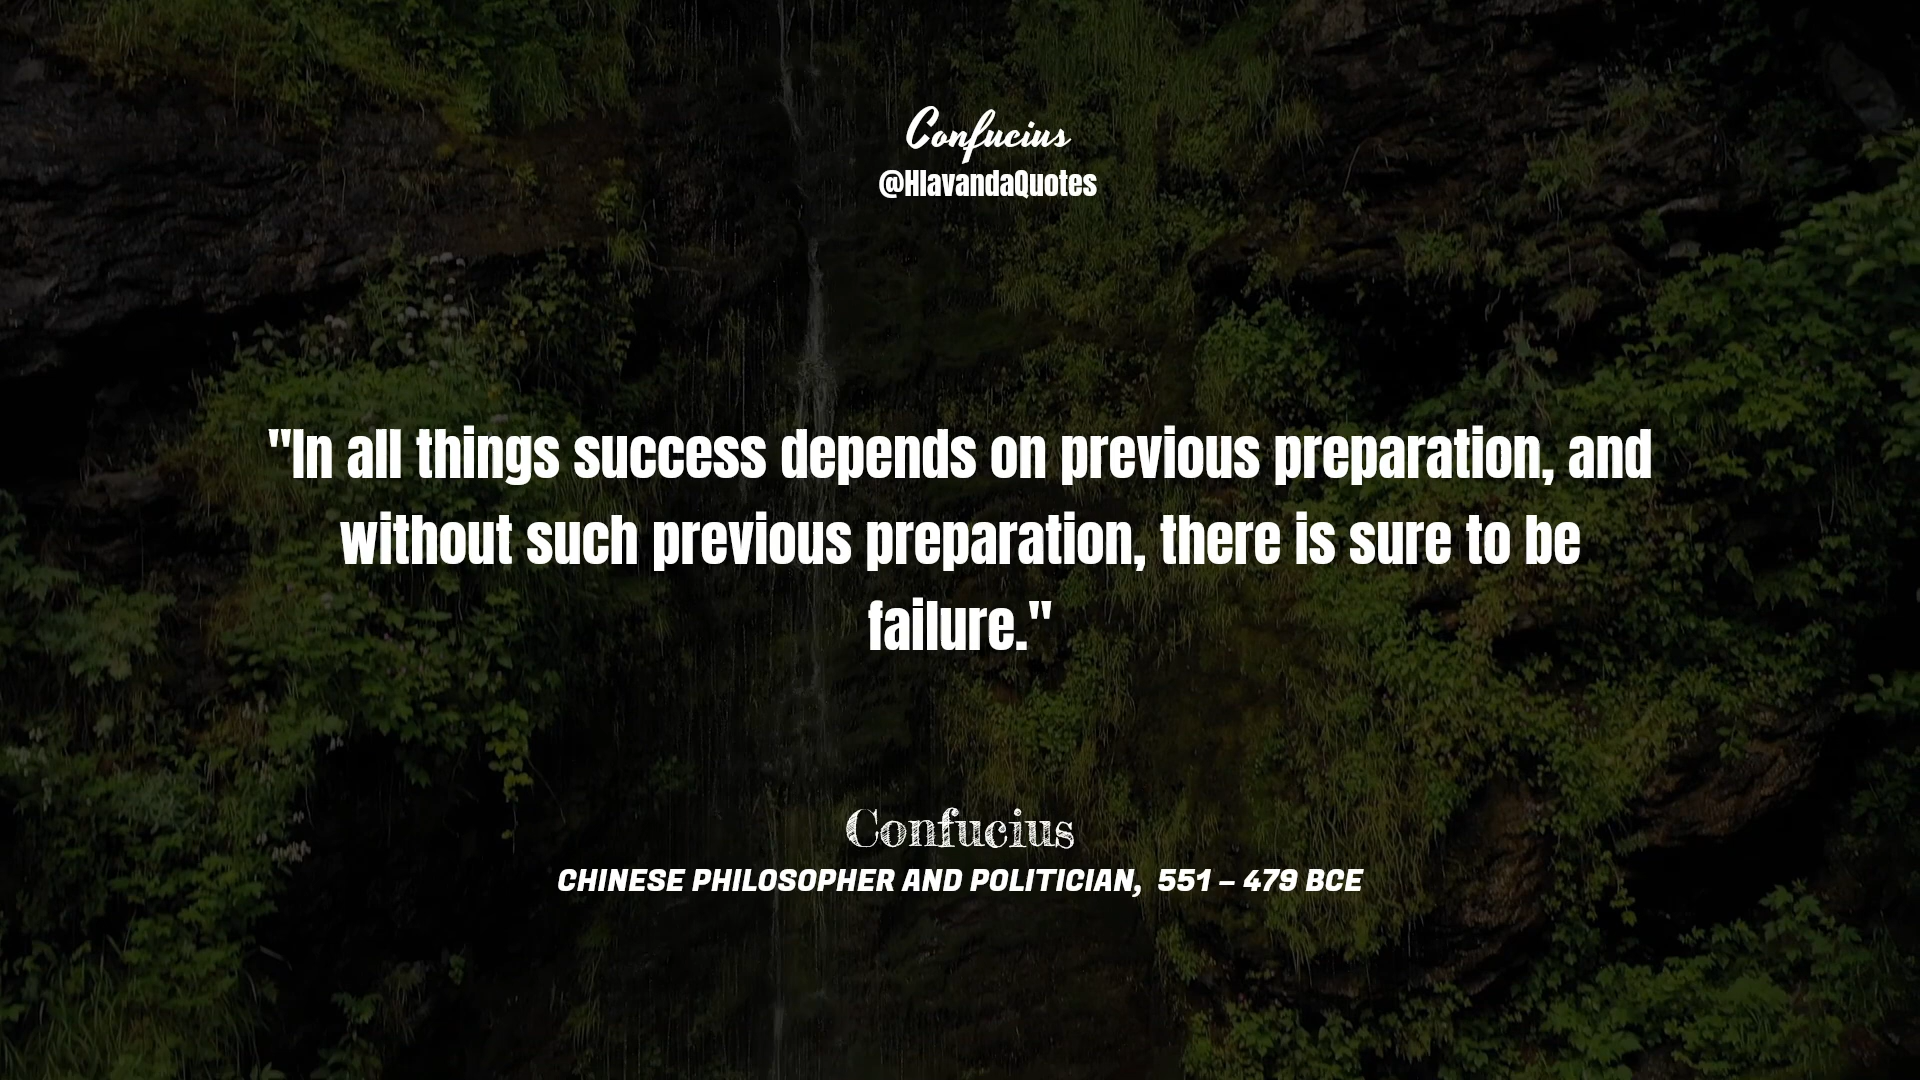 Confucius
@HlavandaQuotes
"In all things success depends on previous preparation, and
without such previous preparation, there is sure to be
failure."
Confucius
CHINESE PHILOSOPHER AND POLITICIAN, 551 – 479 BCE